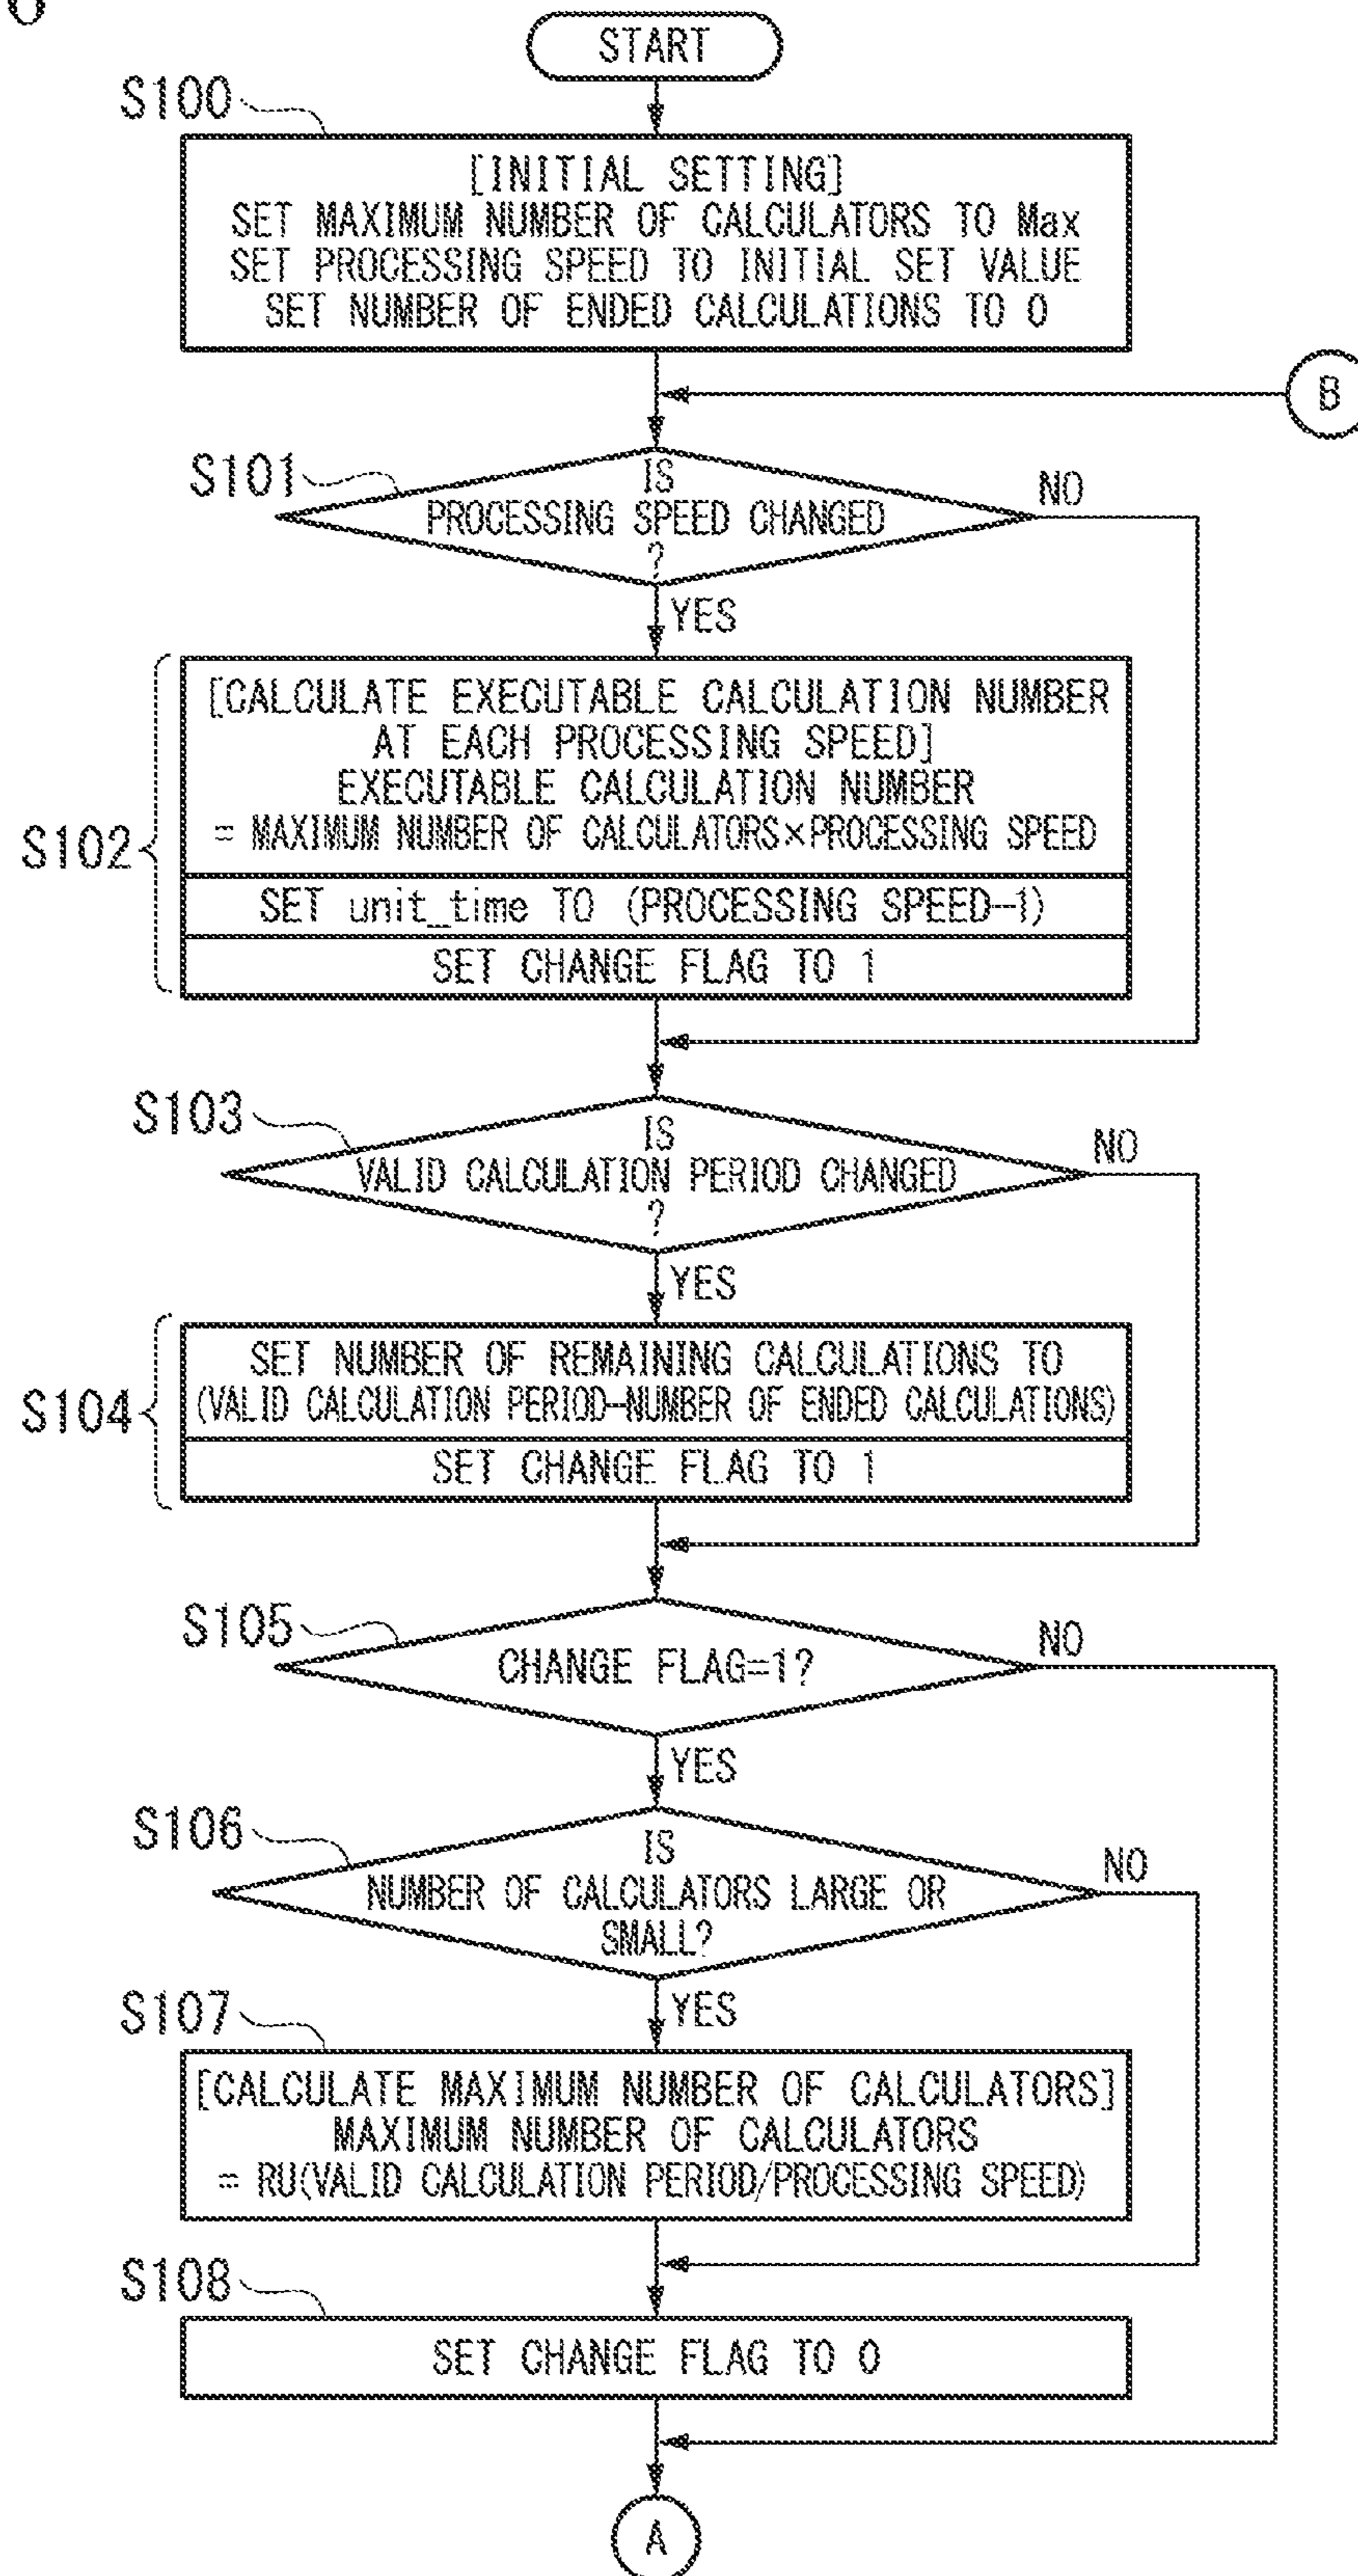 START
S100
[INITIAL SETTING]
SET MAXIMUM NUMBER OF CALCULATORS TO Max
SET PROCESSING SPEED TO INITIAL SET VALUE
SET NUMBER OF ENDED CALCULATIONS TO 0
B
S101
IS
PROCESSING SPEED CHANGED
?
NO
YES
S102
[CALCULATE EXECUTABLE CALCULATION NUMBER
AT EACH PROCESSING SPEED]
EXECUTABLE CALCULATION NUMBER
= MAXIMUM NUMBER OF CALCULATORS×PROCESSING SPEED
SET unit_time TO (PROCESSING SPEED-1)
SET CHANGE FLAG TO 1
S103
IS
VALID CALCULATION PERIOD CHANGED
?
NO
YES
S104
SET NUMBER OF REMAINING CALCULATIONS TO
(VALID CALCULATION PERIOD-NUMBER OF ENDED CALCULATIONS)
SET CHANGE FLAG TO 1
S105
CHANGE FLAG=1?
NO
YES
S106
IS
NUMBER OF CALCULATORS LARGE OR
SMALL?
NO
YES
S107
[CALCULATE MAXIMUM NUMBER OF CALCULATORS]
MAXIMUM NUMBER OF CALCULATORS
= RU(VALID CALCULATION PERIOD/PROCESSING SPEED)
S108
SET CHANGE FLAG TO 0
A